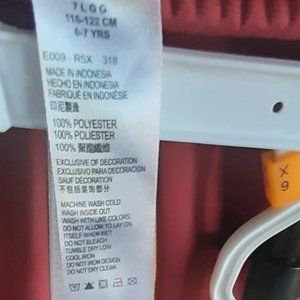 7 L G G
116-122 CM
6-7 YRS
E009 - R5X 318
MADE IN INDONESIA
HECHO EN INDONESIA
FABRIQUÉ EN INDONÉSIE
印尼製造
100% POLYESTER
100% POLIESTER
100% 聚酯纖維
EXCLUSIVE OF DECORATION
EXCLUSIVO PARA DECORACIÓN
SAUF DÉCORATION
不包括装飾部分
MACHINE WASH COLD
WASH INSIDE OUT
WASH WITH LIKE COLORS
DO NOT ALLOW TO LAY ON
ITSELF WHEN WET
DO NOT BLEACH
TUMBLE DRY LOW
COOL IRON
DO NOT IRON DESIGN
DO NOT DRY CLEAN
X
6